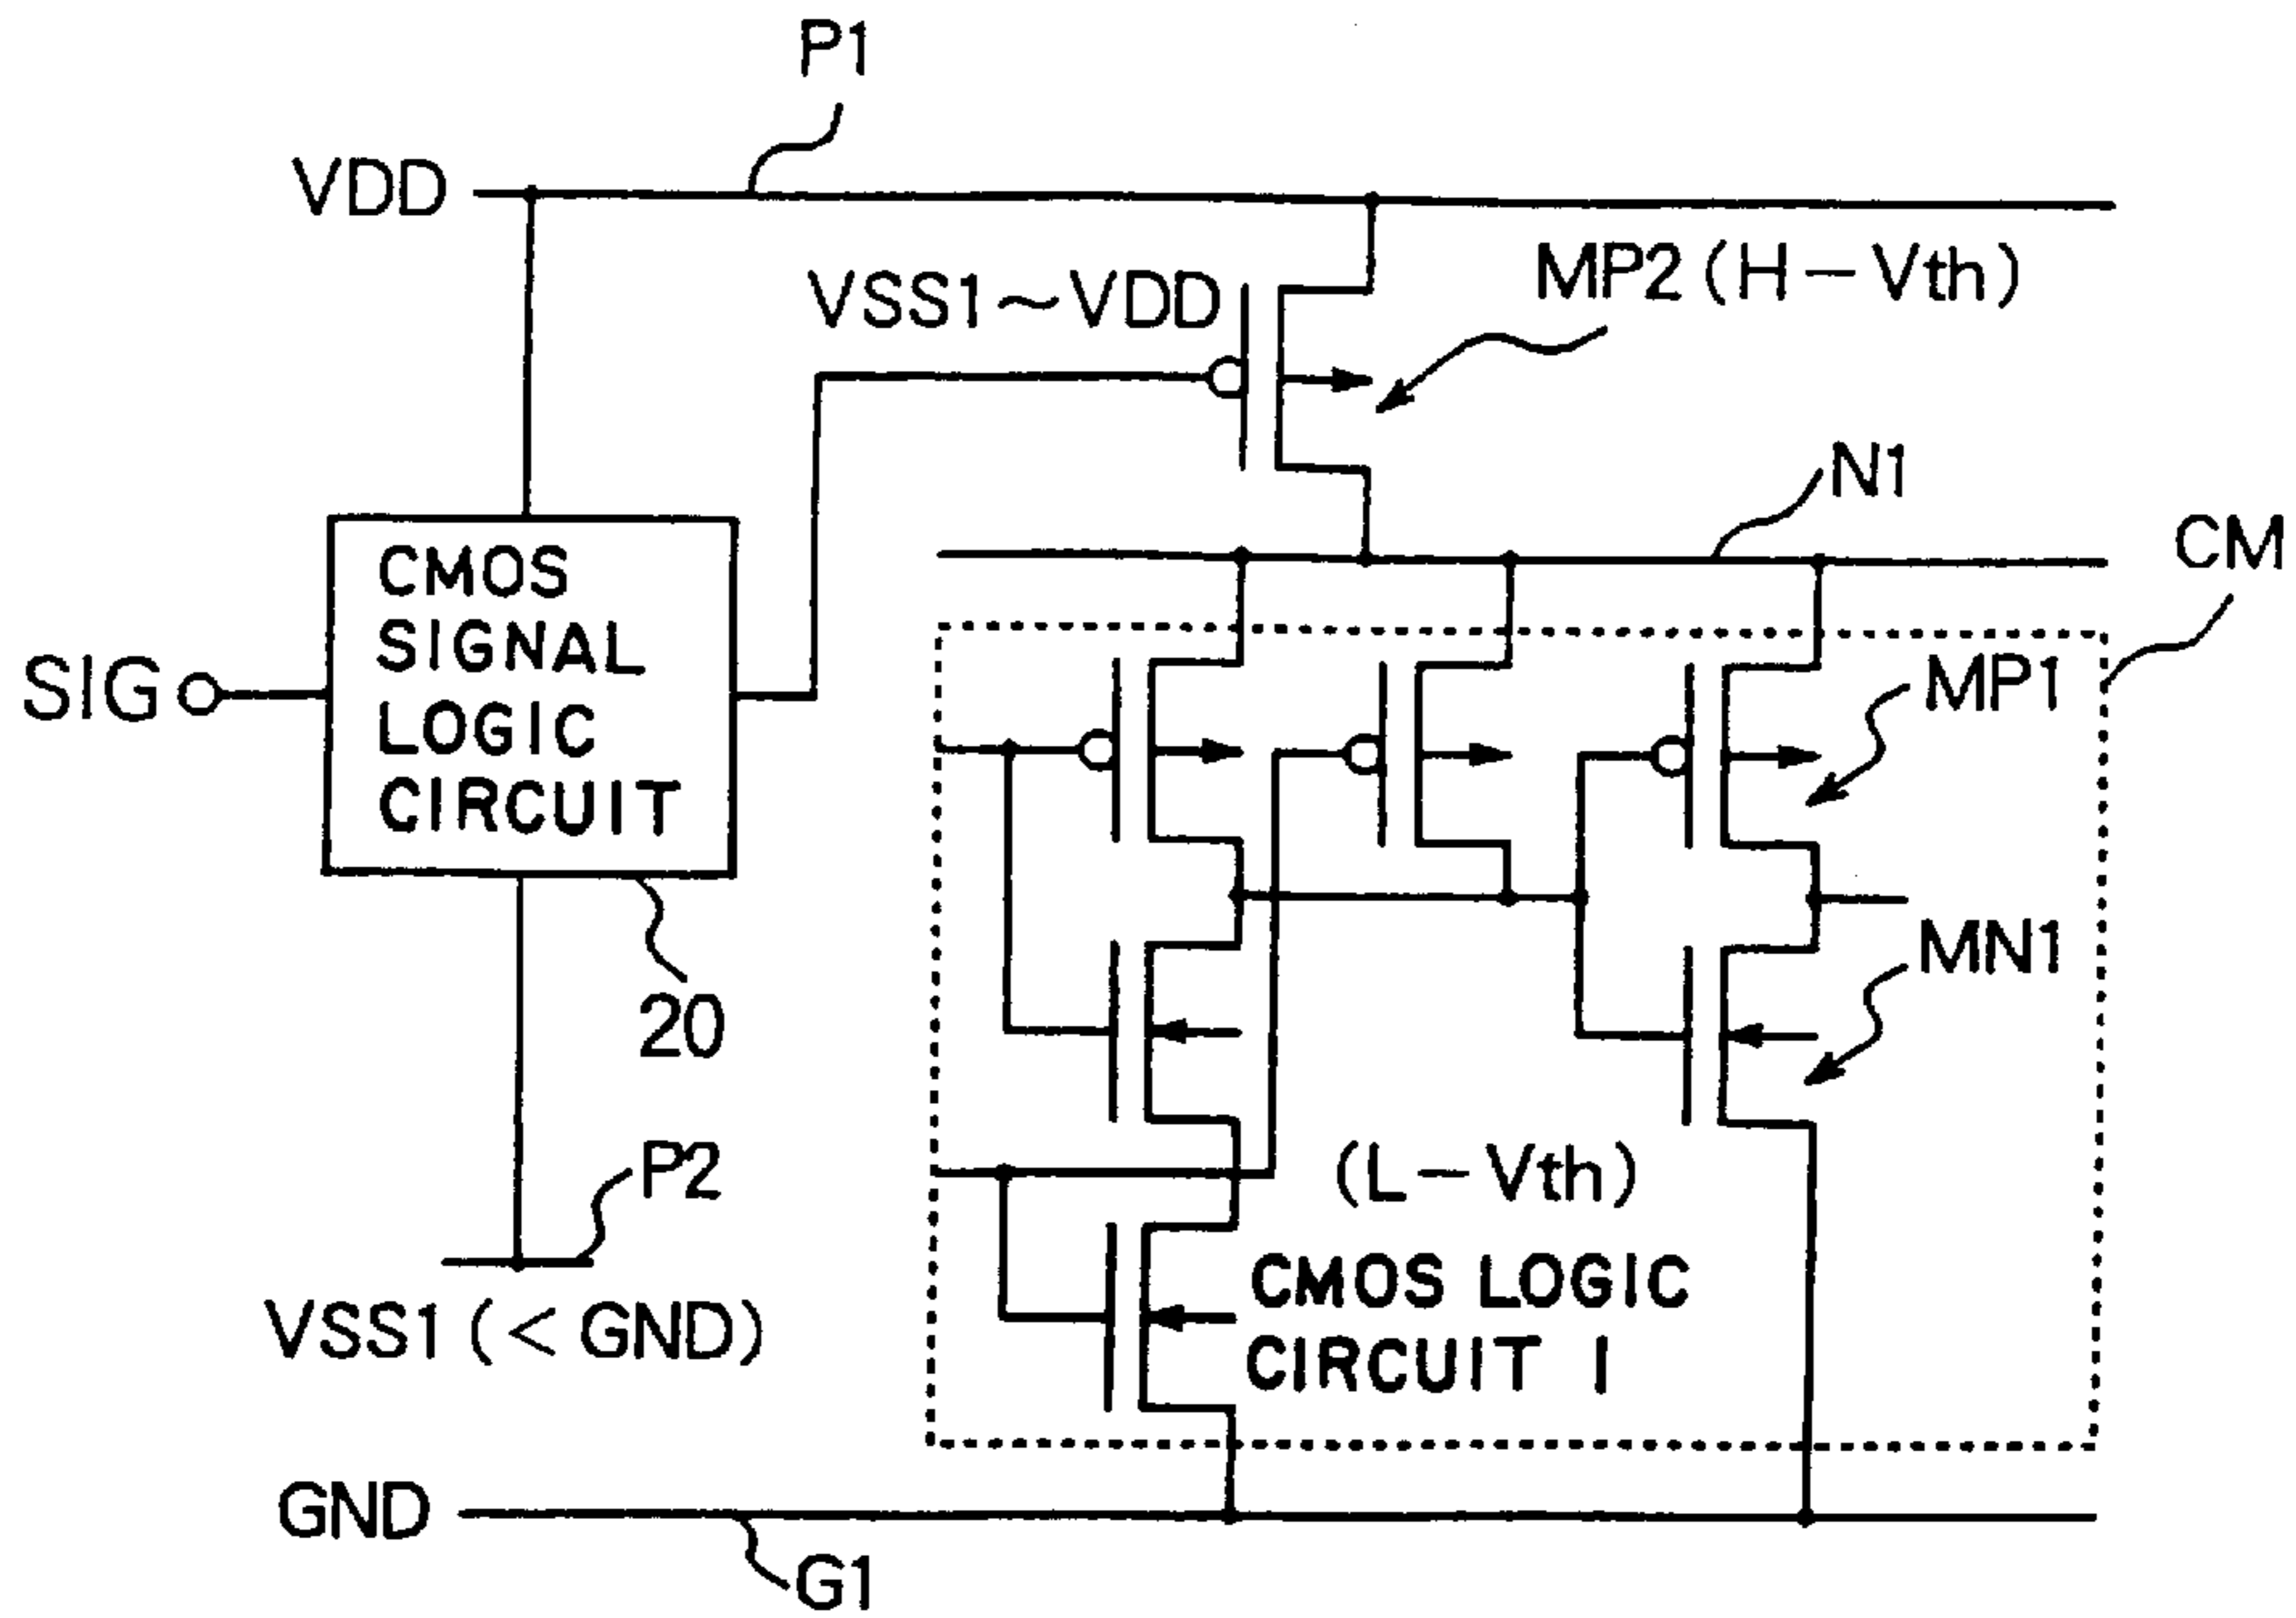 P1
VDD
MP2 (H-Vth)
VSS1~VDD
N1
CM
CMOS
SIGNAL
LOGIC
CIRCUIT
SIG
MP1
MN1
20
P2
(L-Vth)
CMOS LOGIC
CIRCUIT 1
VSS1 (< GND)
GND
G1